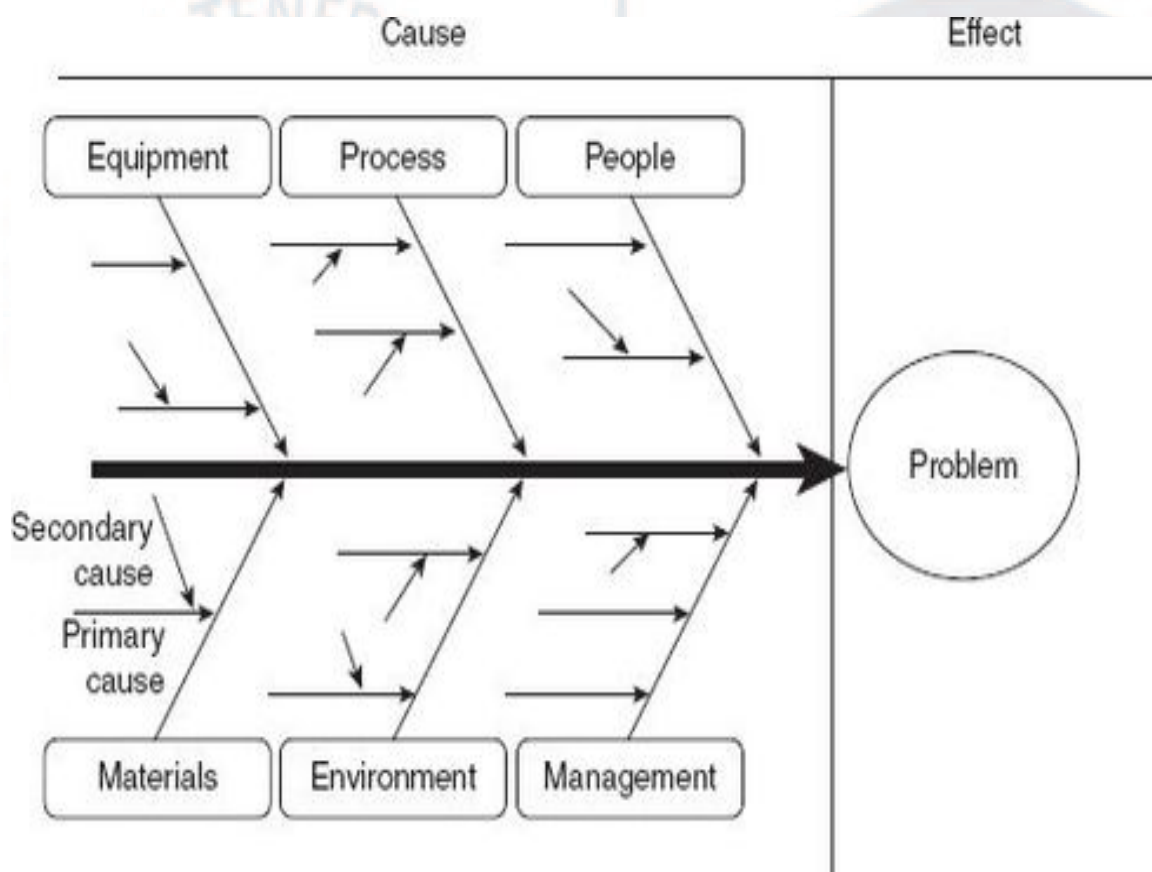 Cause
Effect
Equipment
Process
People
Problem
Secondary
cause
Primary
cause
Materials
Environment
Management